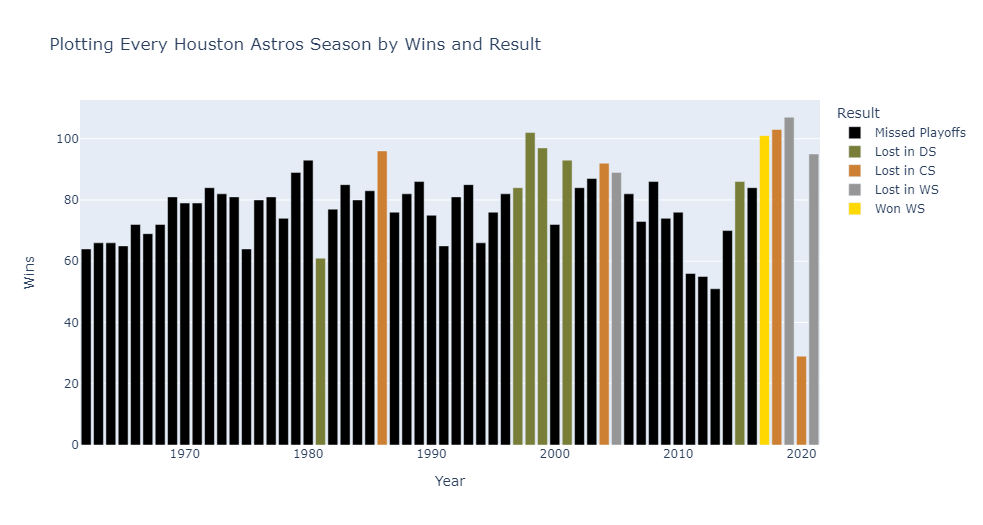 Plotting Every Houston Astros Season by Wins and Result
Result
Missed Playoffs
Lost in DS
Lost in CS
Lost in WS
Won WS
100
80
60
40
20
0
Wins
1970
1980
1990
2000
2010
2020
Year